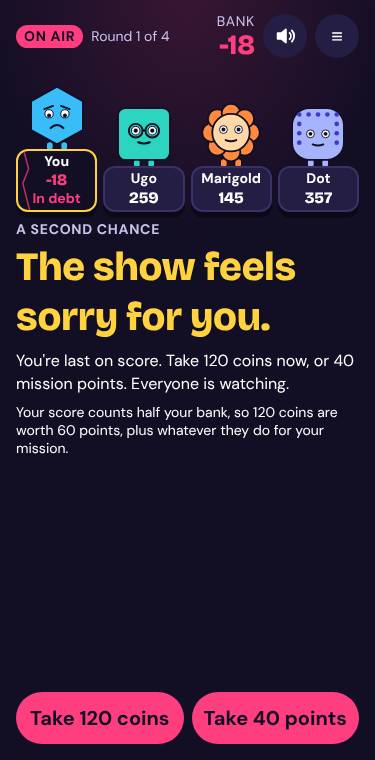 ON AIR
Round 1 of 4
BANK
-18
You
-18
In debt
Ugo
259
Marigold
145
Dot
357
A SECOND CHANCE
The show feels
sorry for you.
You're last on score. Take 120 coins now, or 40
mission points. Everyone is watching.
Your score counts half your bank, so 120 coins are
worth 60 points, plus whatever they do for your
mission.
Take 120 coins
Take 40 points